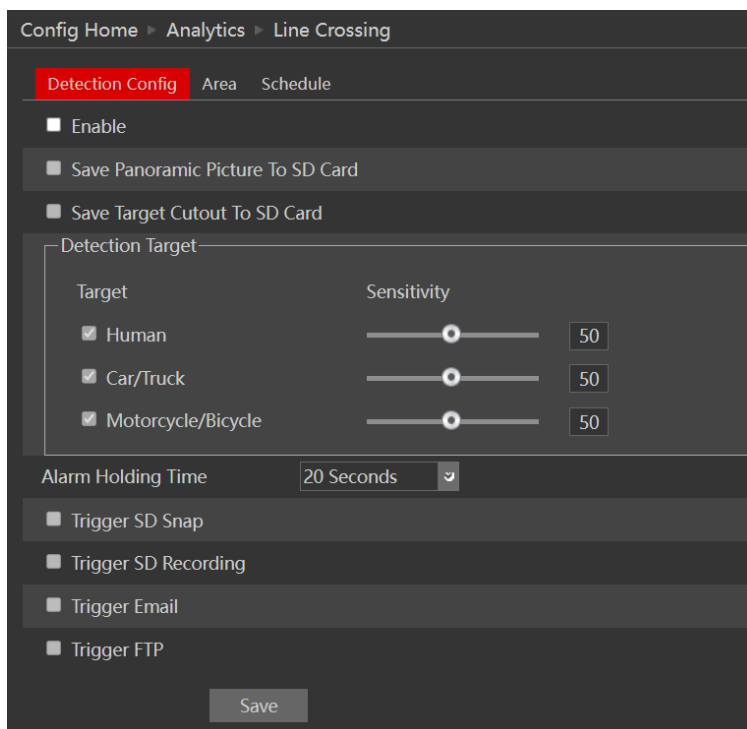 Config Home ▶ Analytics ▶ Line Crossing
Detection Config Area Schedule
Enable
Save Panoramic Picture To SD Card
Save Target Cutout To SD Card
Detection Target
Target Sensitivity
Human 50
Car/Truck 50
Motorcycle/Bicycle 50
Alarm Holding Time 20 Seconds
Trigger SD Snap
Trigger SD Recording
Trigger Email
Trigger FTP
Save